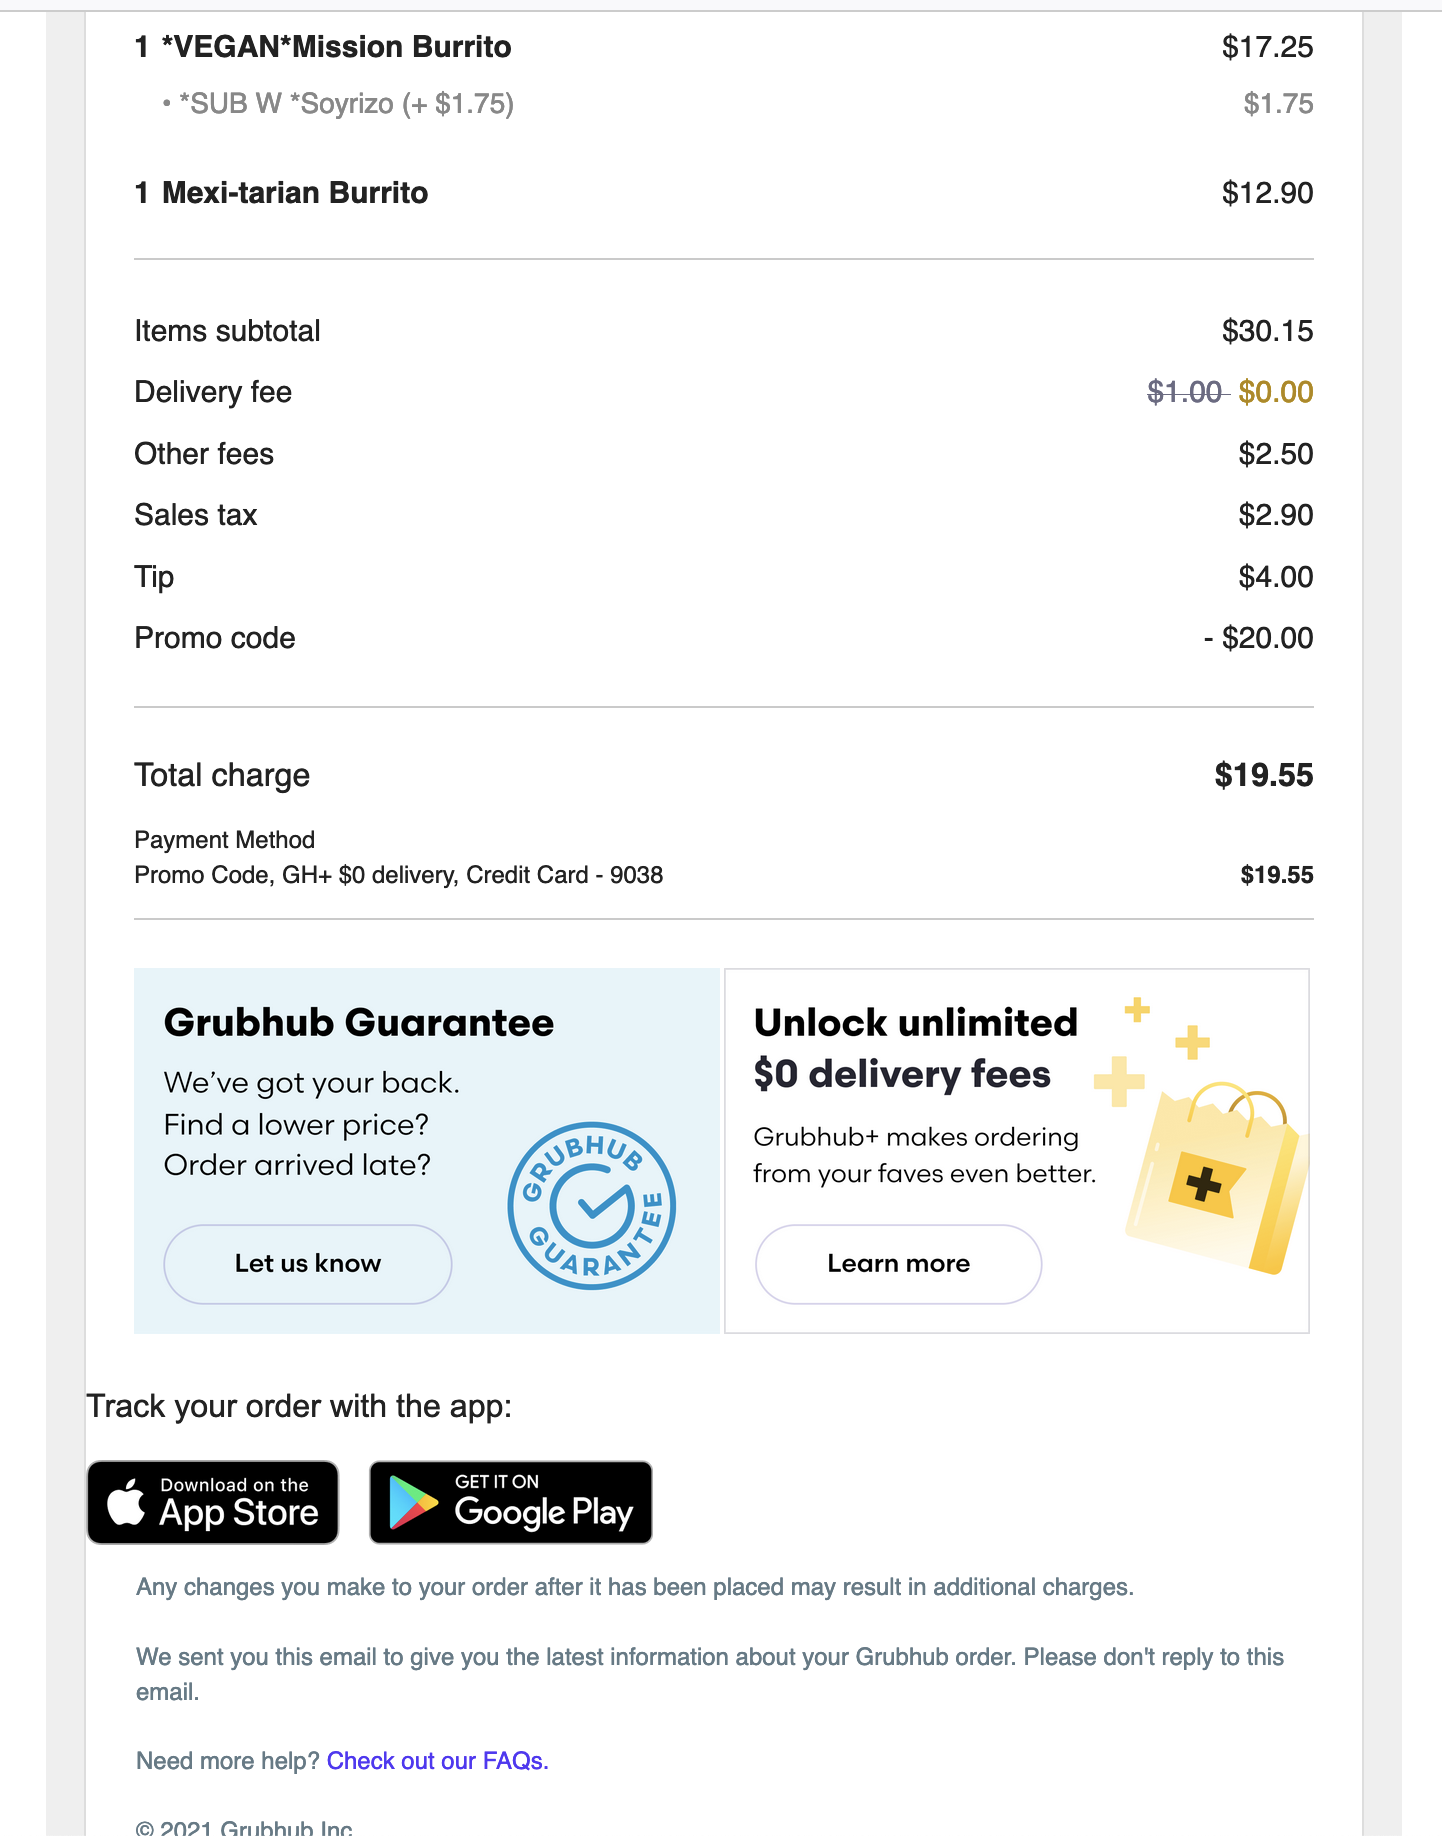 1 *VEGAN*Mission Burrito $17.25
• *SUB W *Soyrizo (+ $1.75) $1.75
1 Mexi-tarian Burrito $12.90
Items subtotal $30.15
Delivery fee $1.00 $0.00
Other fees $2.50
Sales tax $2.90
Tip $4.00
Promo code - $20.00
Total charge $19.55
Payment Method
Promo Code, GH+ $0 delivery, Credit Card - 9038 $19.55
Grubhub Guarantee
We've got your back.
Find a lower price?
Order arrived late?
Let us know
GRUBHUB GUARANTEE
Unlock unlimited
$0 delivery fees
Grubhub+ makes ordering
from your faves even better.
Learn more
Track your order with the app:
Download on the
App Store
GET IT ON
Google Play
Any changes you make to your order after it has been placed may result in additional charges.
We sent you this email to give you the latest information about your Grubhub order. Please don't reply to this
email.
Need more help? Check out our FAQs.
© 2021 Grubhub Inc